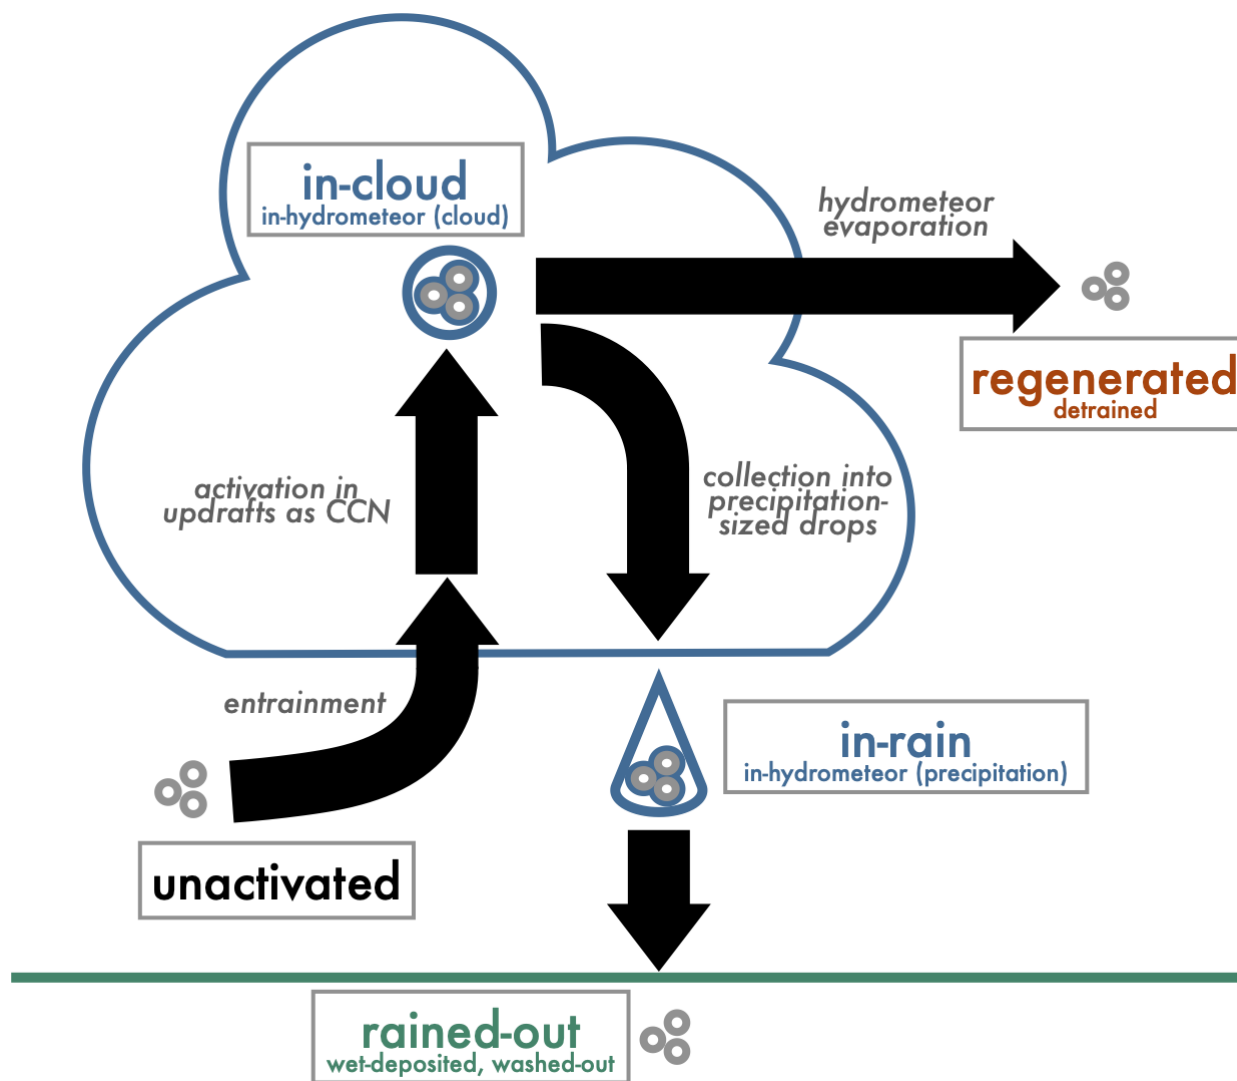 in-cloud
in-hydrometeor (cloud)
hydrometeor
evaporation
regenerated
detrained
activation in
updrafts as CCN
collection into
precipitation-
sized drops
entrainment
unactivated
in-rain
in-hydrometeor (precipitation)
rained-out
wet-deposited, washed-out